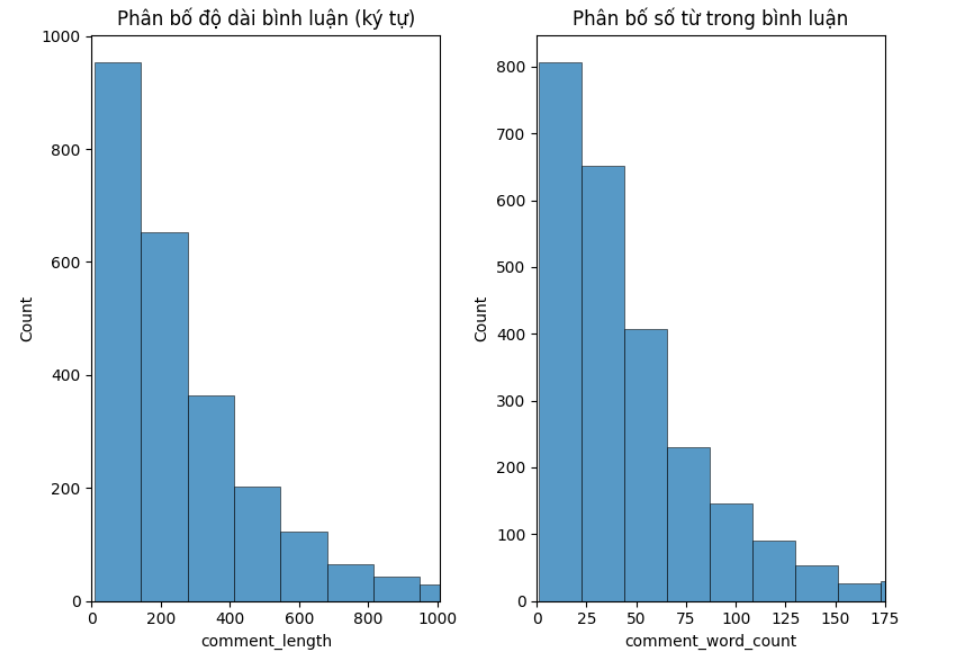 Phân bố độ dài bình luận (ký tự)
1000
800
600
400
200
0
Count
0 200 400 600 800 1000
comment_length
Phân bố số từ trong bình luận
800
700
600
500
400
300
200
100
0
Count
0 25 50 75 100 125 150 175
comment_word_count